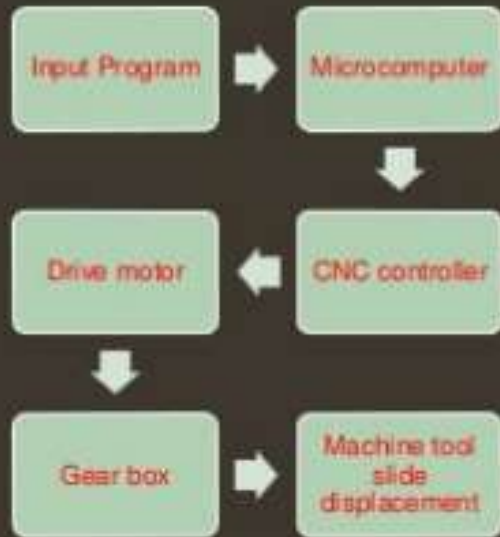 Input Program
Microcomputer
CNC controller
Drive motor
Gear box
Machine tool
slide
displacement